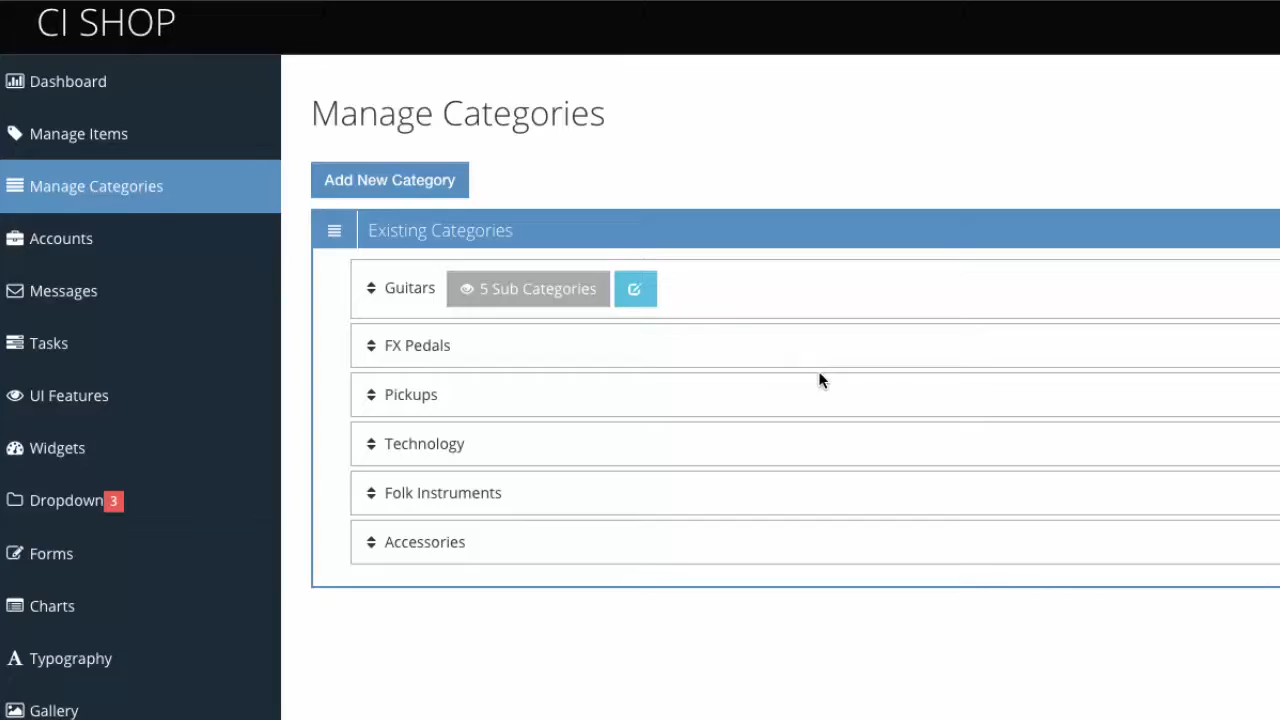 CI SHOP
Dashboard
Manage Items
Manage Categories
Accounts
Messages
Tasks
UI Features
Widgets
Dropdown 3
Forms
Charts
Typography
Gallery
Manage Categories
Add New Category
Existing Categories
Guitars 5 Sub Categories
FX Pedals
Pickups
Technology
Folk Instruments
Accessories